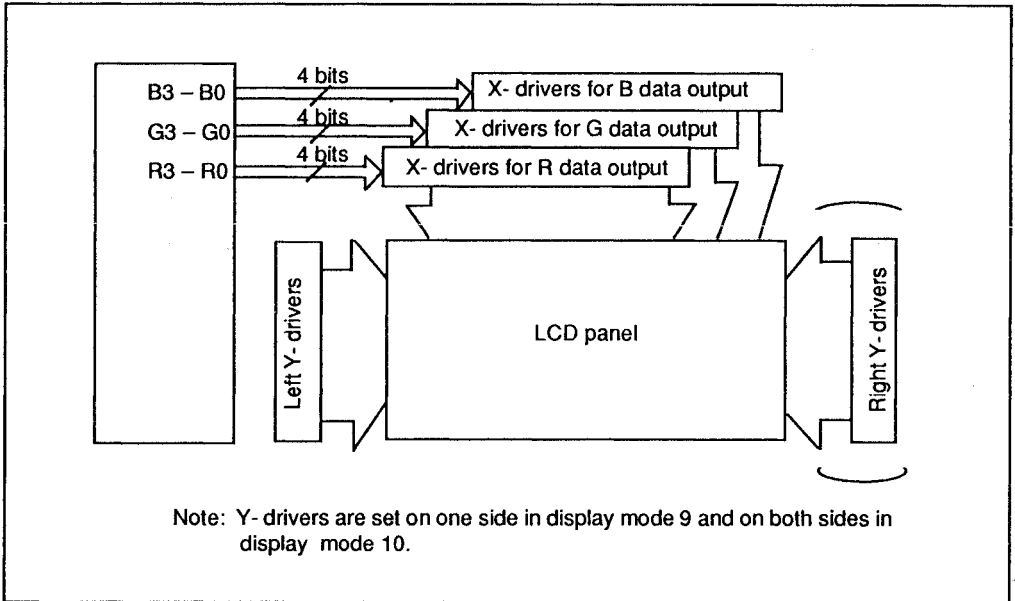 B3 – B0
4 bits
X- drivers for B data output
G3 – G0
4 bits
X- drivers for G data output
R3 – R0
4 bits
X- drivers for R data output
Left Y- drivers
LCD panel
Right Y- drivers
Note: Y- drivers are set on one side in display mode 9 and on both sides in
display mode 10.